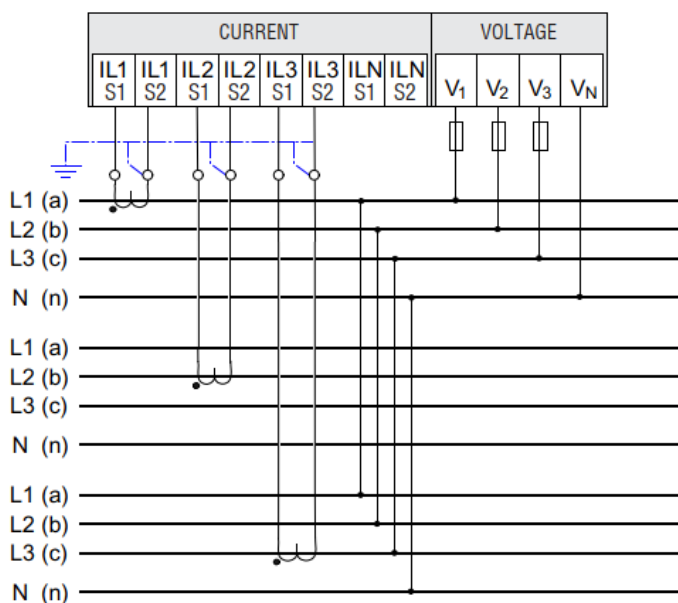 CURRENT VOLTAGE
IL1 IL1 IL2 IL2 IL3 IL3 ILN ILN
S1 S2 S1 S2 S1 S2 S1 S2
V1 V2 V3 VN
L1 (a)
L2 (b)
L3 (c)
N (n)
L1 (a)
L2 (b)
L3 (c)
N (n)
L1 (a)
L2 (b)
L3 (c)
N (n)